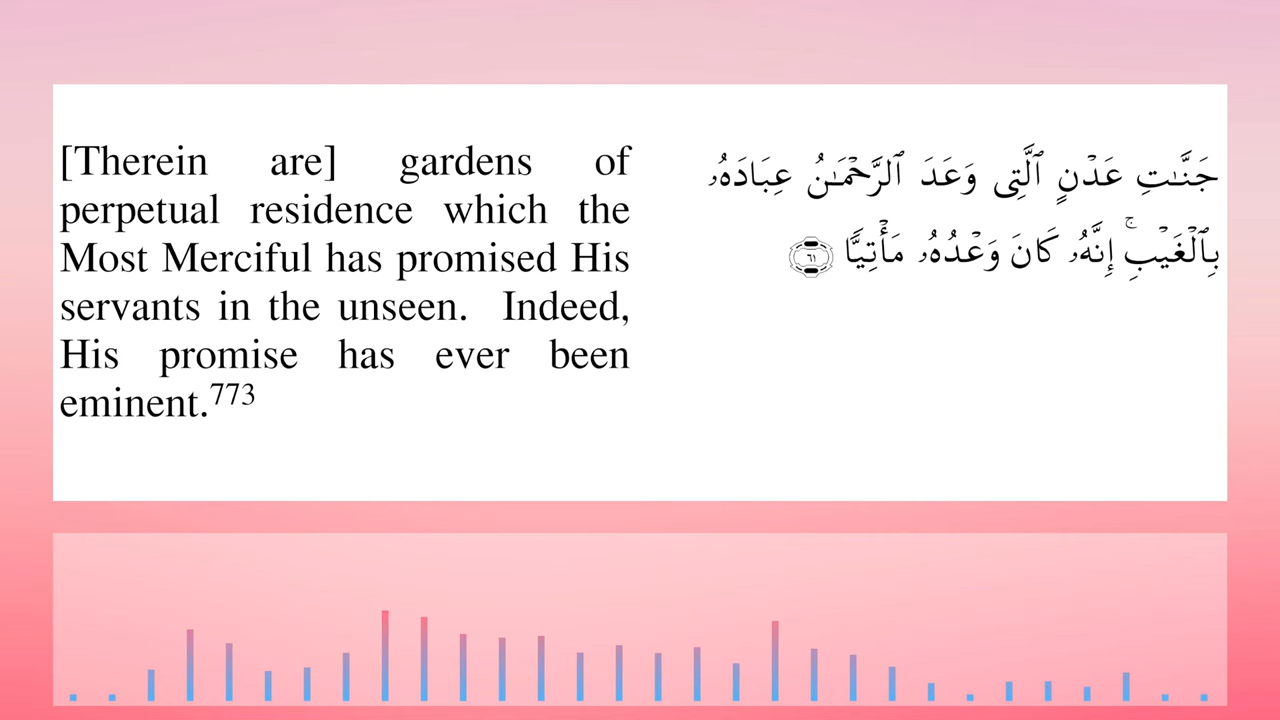 [Therein are] gardens of
perpetual residence which the
Most Merciful has promised His
servants in the unseen. Indeed,
His promise has ever been
eminent.773
جَنَّـٰتِ عَدْنٍ ٱلَّتِى وَعَدَ ٱلرَّحْمَـٰنُ عِبَادَهُۥ
بِٱلْغَيْبِ ۚ إِنَّهُۥ كَانَ وَعْدُهُۥ مَأْتِيًّا ٦١